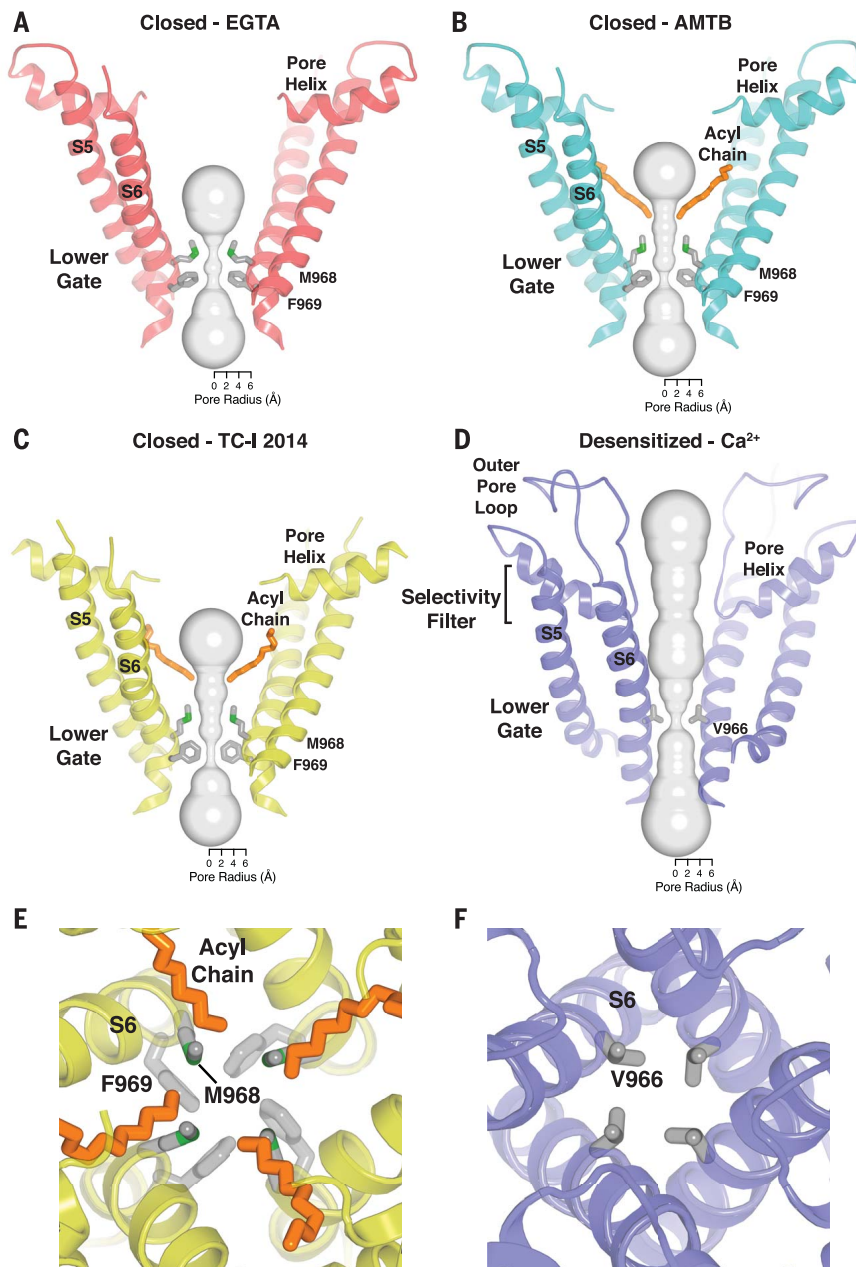 A
Closed - EGTA
Pore
Helix
S5
S6
Lower
Gate
M968
F969
0 2 4 6
Pore Radius (Å)
B
Closed - AMTB
Pore
Helix
Acyl
Chain
S5
S6
Lower
Gate
M968
F969
0 2 4 6
Pore Radius (Å)
C
Closed - TC-I 2014
Pore
Helix
Acyl
Chain
S5
S6
Lower
Gate
M968
F969
0 2 4 6
Pore Radius (Å)
D
Desensitized - Ca²⁺
Outer
Pore
Loop
Pore
Helix
Selectivity
Filter
S5
S6
Lower
Gate
V966
0 2 4 6
Pore Radius (Å)
E
Acyl
Chain
S6
F969
M968
F
S6
V966